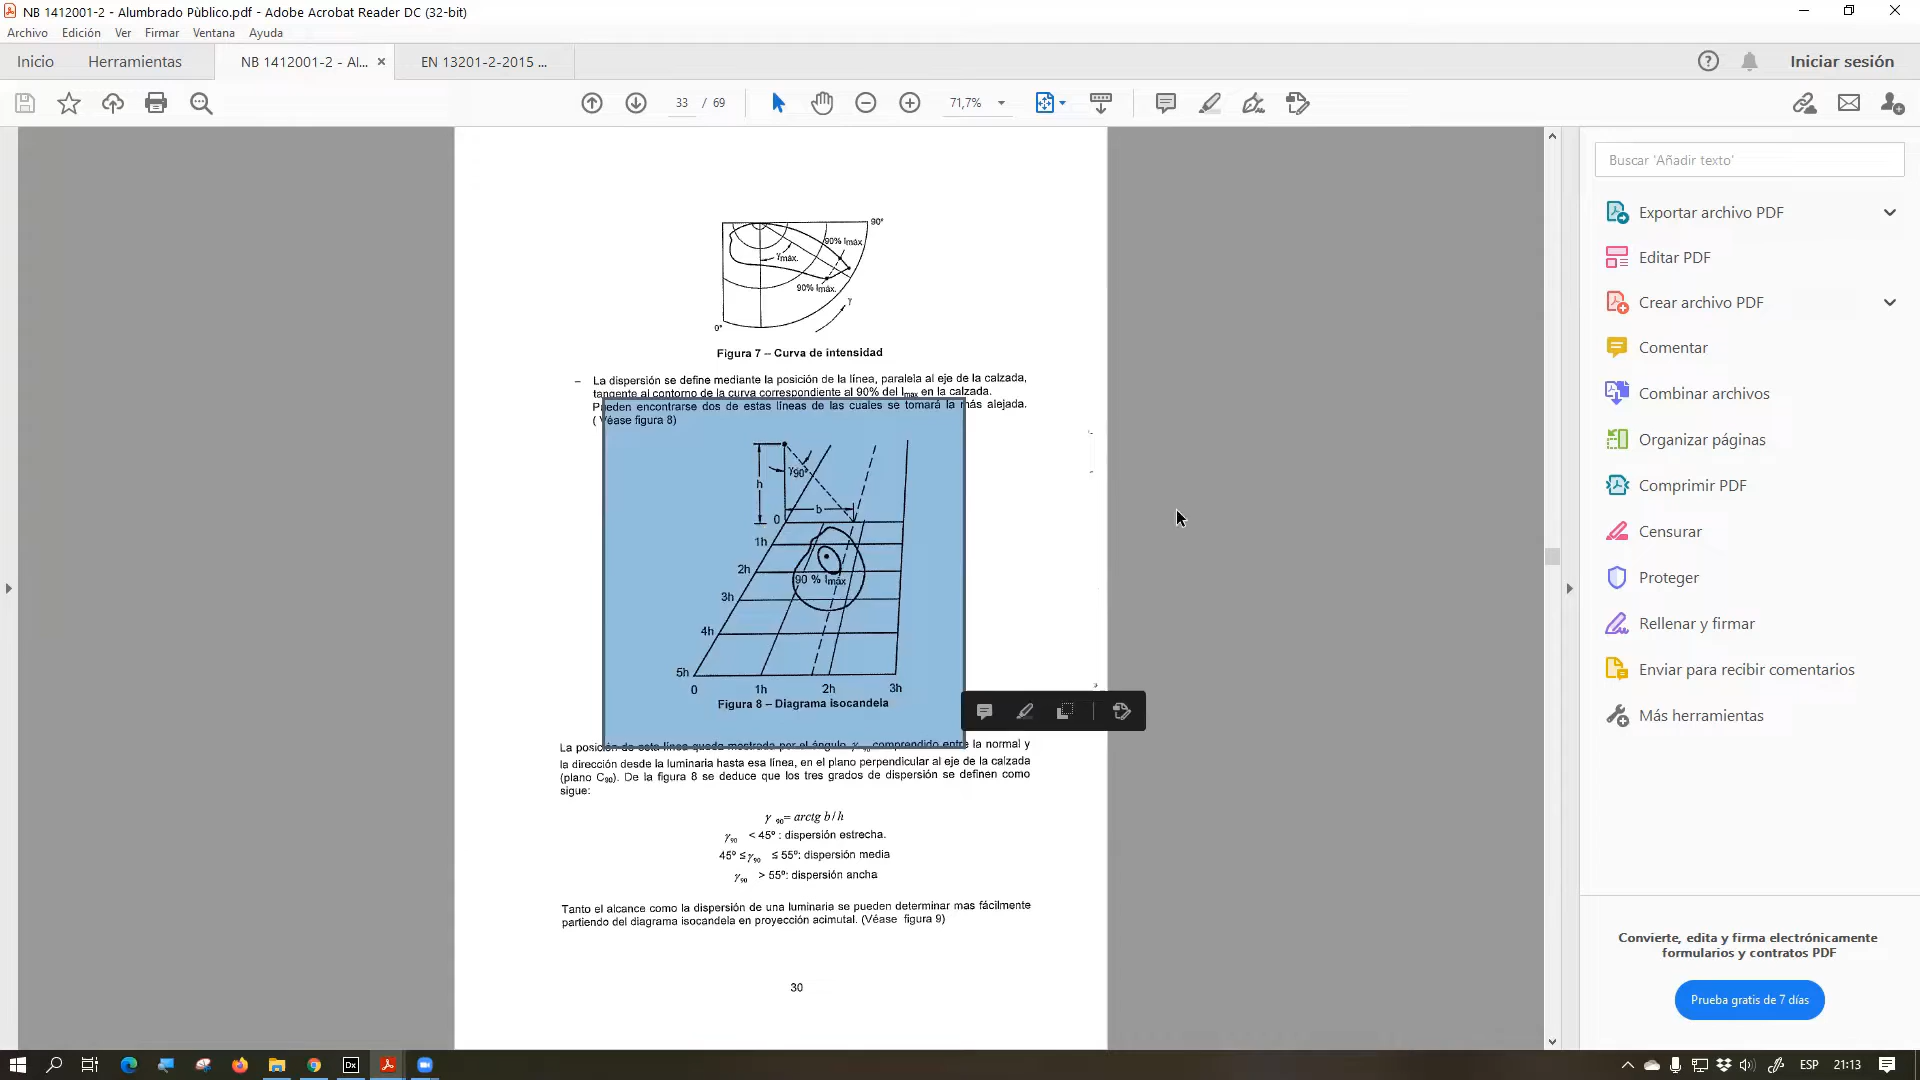 NB 1412001-2 - Alumbrado Pùblico.pdf - Adobe Acrobat Reader DC (32-bit)
Archivo Edición Ver Firmar Ventana Ayuda
Inicio Herramientas NB 1412001-2 - Al... EN 13201-2-2015 ... Iniciar sesión
33 / 69 71,7%
90°
90% Imáx
γmáx.
90% Imáx.
γ
0°
Figura 7 – Curva de intensidad
– La dispersión se define mediante la posición de la línea, paralela al eje de la calzada,
tangente al contorno de la curva correspondiente al 90% del Imax en la calzada.
Pueden encontrarse dos de estas líneas de las cuales se tomará la más alejada.
( Véase figura 8)
γ90°
h
b
0
1h
2h
90 % Imáx
3h
4h
5h
0 1h 2h 3h
Figura 8 – Diagrama isocandela
La posición de esta línea queda mostrada por el ángulo γ 90 comprendido entre la normal y
la dirección desde la luminaria hasta esa línea, en el plano perpendicular al eje de la calzada
(plano C90). De la figura 8 se deduce que los tres grados de dispersión se definen como
sigue:
γ 90= arctg b/h
γ90 < 45º : dispersión estrecha.
45º ≤γ90 ≤ 55º: dispersión media
γ90 > 55º: dispersión ancha
Tanto el alcance como la dispersión de una luminaria se pueden determinar mas fácilmente
partiendo del diagrama isocandela en proyección acimutal. (Véase figura 9)
30
Buscar 'Añadir texto'
Exportar archivo PDF
Editar PDF
Crear archivo PDF
Comentar
Combinar archivos
Organizar páginas
Comprimir PDF
Censurar
Proteger
Rellenar y firmar
Enviar para recibir comentarios
Más herramientas
Convierte, edita y firma electrónicamente
formularios y contratos PDF
Prueba gratis de 7 días
Dx
ESP 21:13